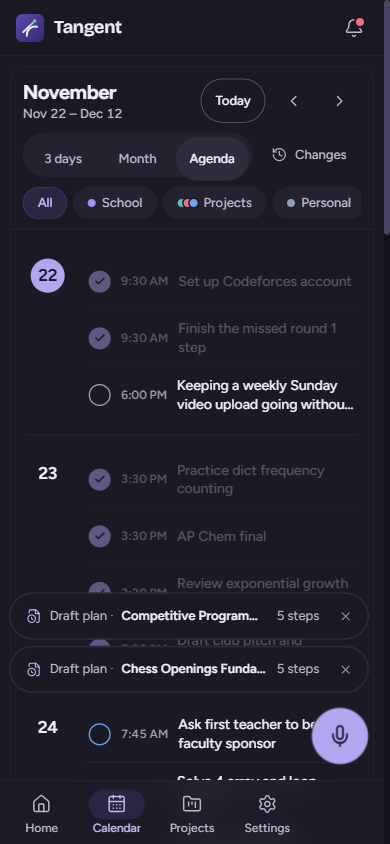 Tangent
November
Nov 22 – Dec 12
Today
3 days
Month
Agenda
Changes
All
School
Projects
Personal
22
9:30 AM
Set up Codeforces account
9:30 AM
Finish the missed round 1
step
6:00 PM
Keeping a weekly Sunday
video upload going withou...
23
3:30 PM
Practice dict frequency
counting
3:30 PM
AP Chem final
Review exponential growth
Draft plan · Competitive Program... 5 steps
Draft club pitch and
Draft plan · Chess Openings Funda... 5 steps
24
7:45 AM
Ask first teacher to be
faculty sponsor
Home
Calendar
Projects
Settings